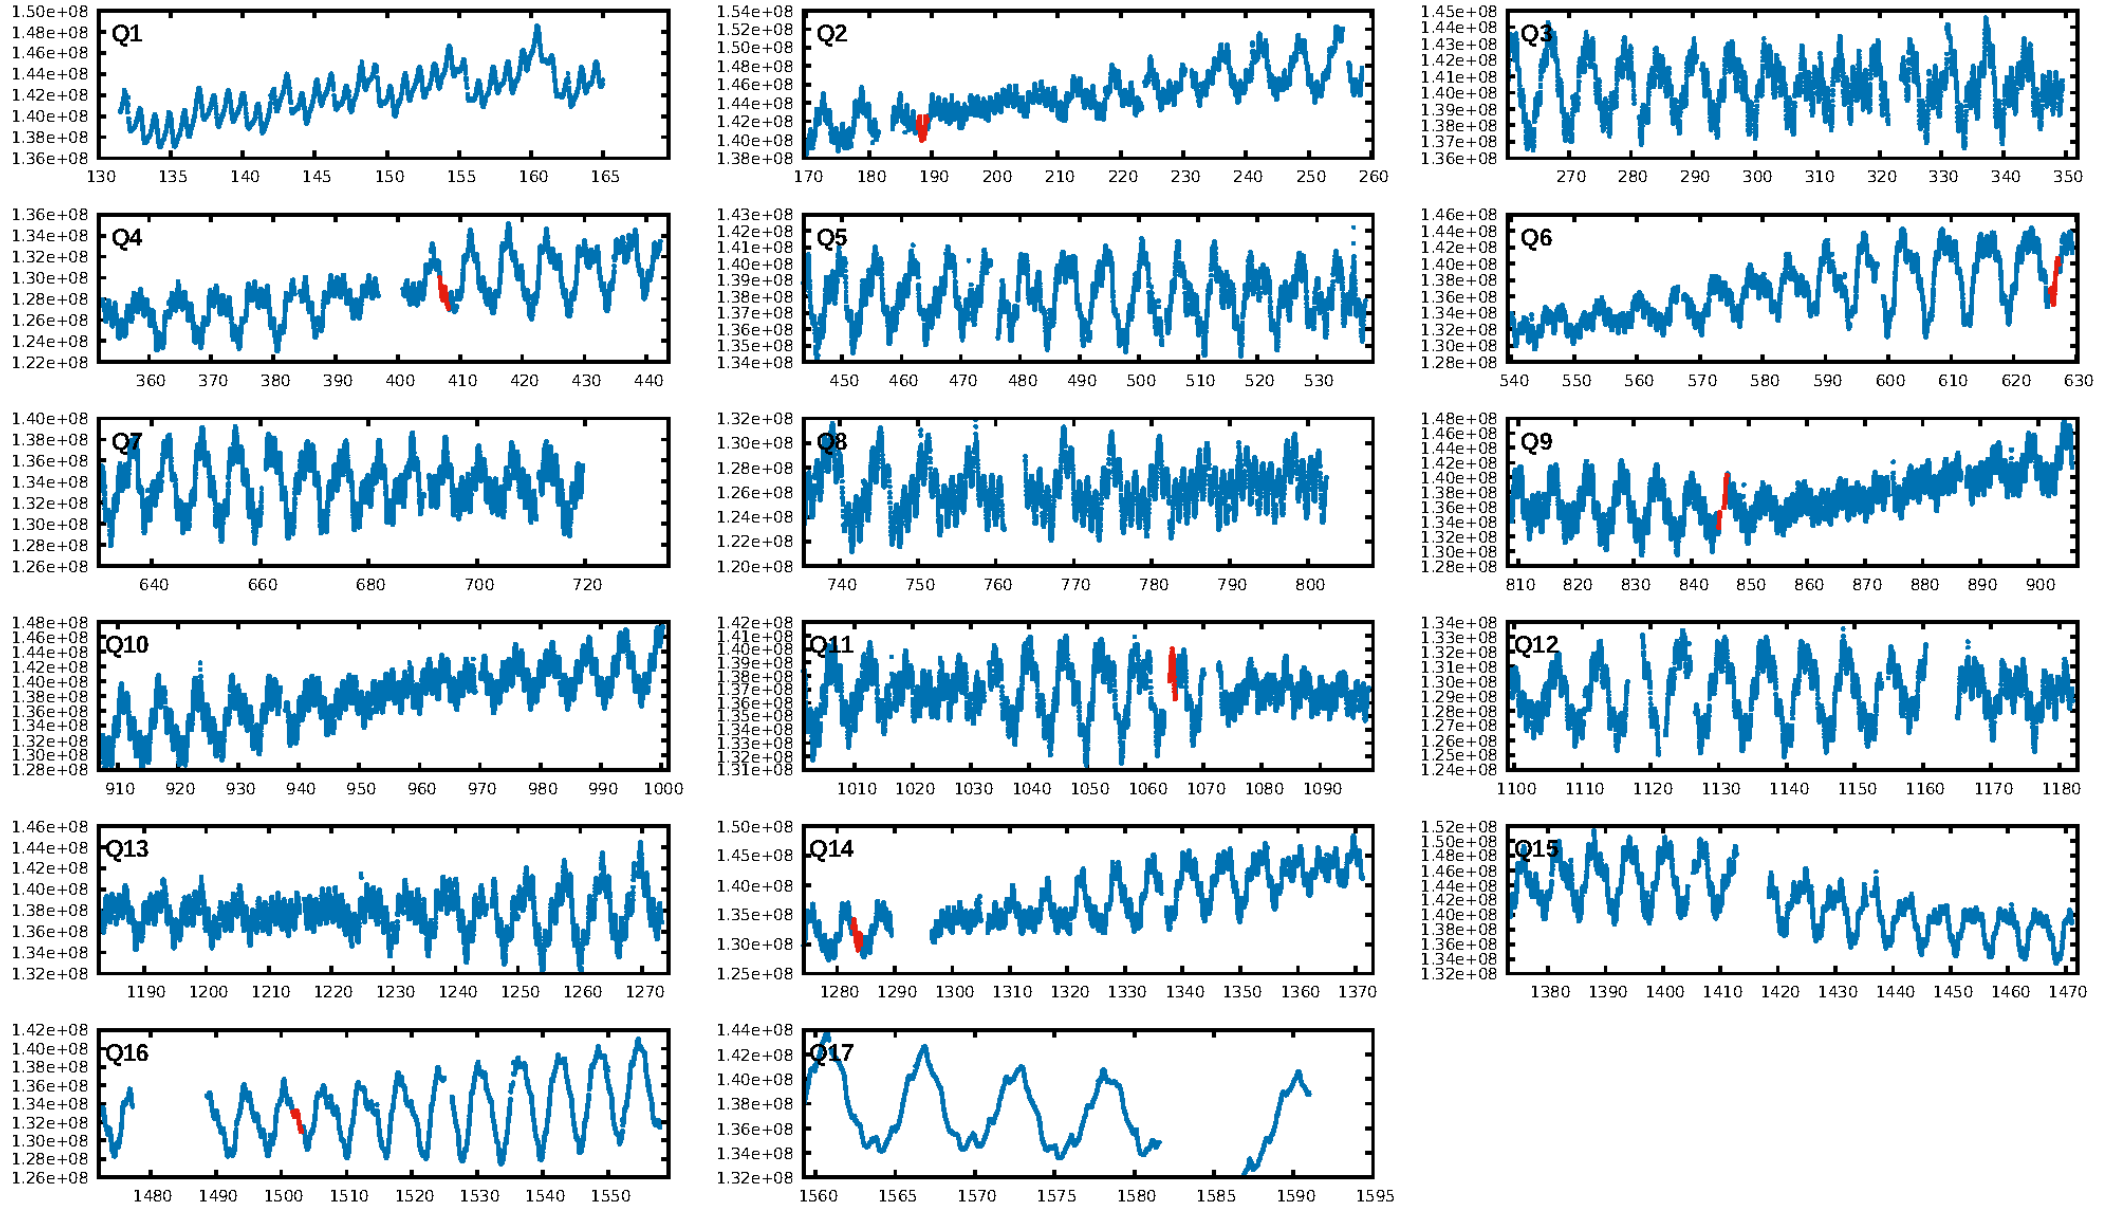 Q1
1.50e+08
1.48e+08
1.46e+08
1.44e+08
1.42e+08
1.40e+08
1.38e+08
1.36e+08
130 135 140 145 150 155 160 165
Q2
1.54e+08
1.52e+08
1.50e+08
1.48e+08
1.46e+08
1.44e+08
1.42e+08
1.40e+08
1.38e+08
170 180 190 200 210 220 230 240 250 260
Q3
1.45e+08
1.44e+08
1.43e+08
1.42e+08
1.41e+08
1.40e+08
1.39e+08
1.38e+08
1.37e+08
1.36e+08
270 280 290 300 310 320 330 340 350
Q4
1.36e+08
1.34e+08
1.32e+08
1.30e+08
1.28e+08
1.26e+08
1.24e+08
1.22e+08
360 370 380 390 400 410 420 430 440
Q5
1.43e+08
1.42e+08
1.41e+08
1.40e+08
1.39e+08
1.38e+08
1.37e+08
1.36e+08
1.35e+08
1.34e+08
450 460 470 480 490 500 510 520 530
Q6
1.46e+08
1.44e+08
1.42e+08
1.40e+08
1.38e+08
1.36e+08
1.34e+08
1.32e+08
1.30e+08
1.28e+08
540 550 560 570 580 590 600 610 620 630
Q7
1.40e+08
1.38e+08
1.36e+08
1.34e+08
1.32e+08
1.30e+08
1.28e+08
1.26e+08
640 660 680 700 720
Q8
1.32e+08
1.30e+08
1.28e+08
1.26e+08
1.24e+08
1.22e+08
1.20e+08
740 750 760 770 780 790 800
Q9
1.48e+08
1.46e+08
1.44e+08
1.42e+08
1.40e+08
1.38e+08
1.36e+08
1.34e+08
1.32e+08
1.30e+08
1.28e+08
810 820 830 840 850 860 870 880 890 900
Q10
1.48e+08
1.46e+08
1.44e+08
1.42e+08
1.40e+08
1.38e+08
1.36e+08
1.34e+08
1.32e+08
1.30e+08
1.28e+08
910 920 930 940 950 960 970 980 990 1000
Q11
1.42e+08
1.41e+08
1.40e+08
1.39e+08
1.38e+08
1.37e+08
1.36e+08
1.35e+08
1.34e+08
1.33e+08
1.32e+08
1.31e+08
1010 1020 1030 1040 1050 1060 1070 1080 1090
Q12
1.34e+08
1.33e+08
1.32e+08
1.31e+08
1.30e+08
1.29e+08
1.28e+08
1.27e+08
1.26e+08
1.25e+08
1.24e+08
1100 1110 1120 1130 1140 1150 1160 1170 1180
Q13
1.46e+08
1.44e+08
1.42e+08
1.40e+08
1.38e+08
1.36e+08
1.34e+08
1.32e+08
1190 1200 1210 1220 1230 1240 1250 1260 1270
Q14
1.50e+08
1.45e+08
1.40e+08
1.35e+08
1.30e+08
1.25e+08
1280 1290 1300 1310 1320 1330 1340 1350 1360 1370
Q15
1.52e+08
1.50e+08
1.48e+08
1.46e+08
1.44e+08
1.42e+08
1.40e+08
1.38e+08
1.36e+08
1.34e+08
1.32e+08
1380 1390 1400 1410 1420 1430 1440 1450 1460 1470
Q16
1.42e+08
1.40e+08
1.38e+08
1.36e+08
1.34e+08
1.32e+08
1.30e+08
1.28e+08
1.26e+08
1480 1490 1500 1510 1520 1530 1540 1550
Q17
1.44e+08
1.42e+08
1.40e+08
1.38e+08
1.36e+08
1.34e+08
1.32e+08
1560 1565 1570 1575 1580 1585 1590 1595